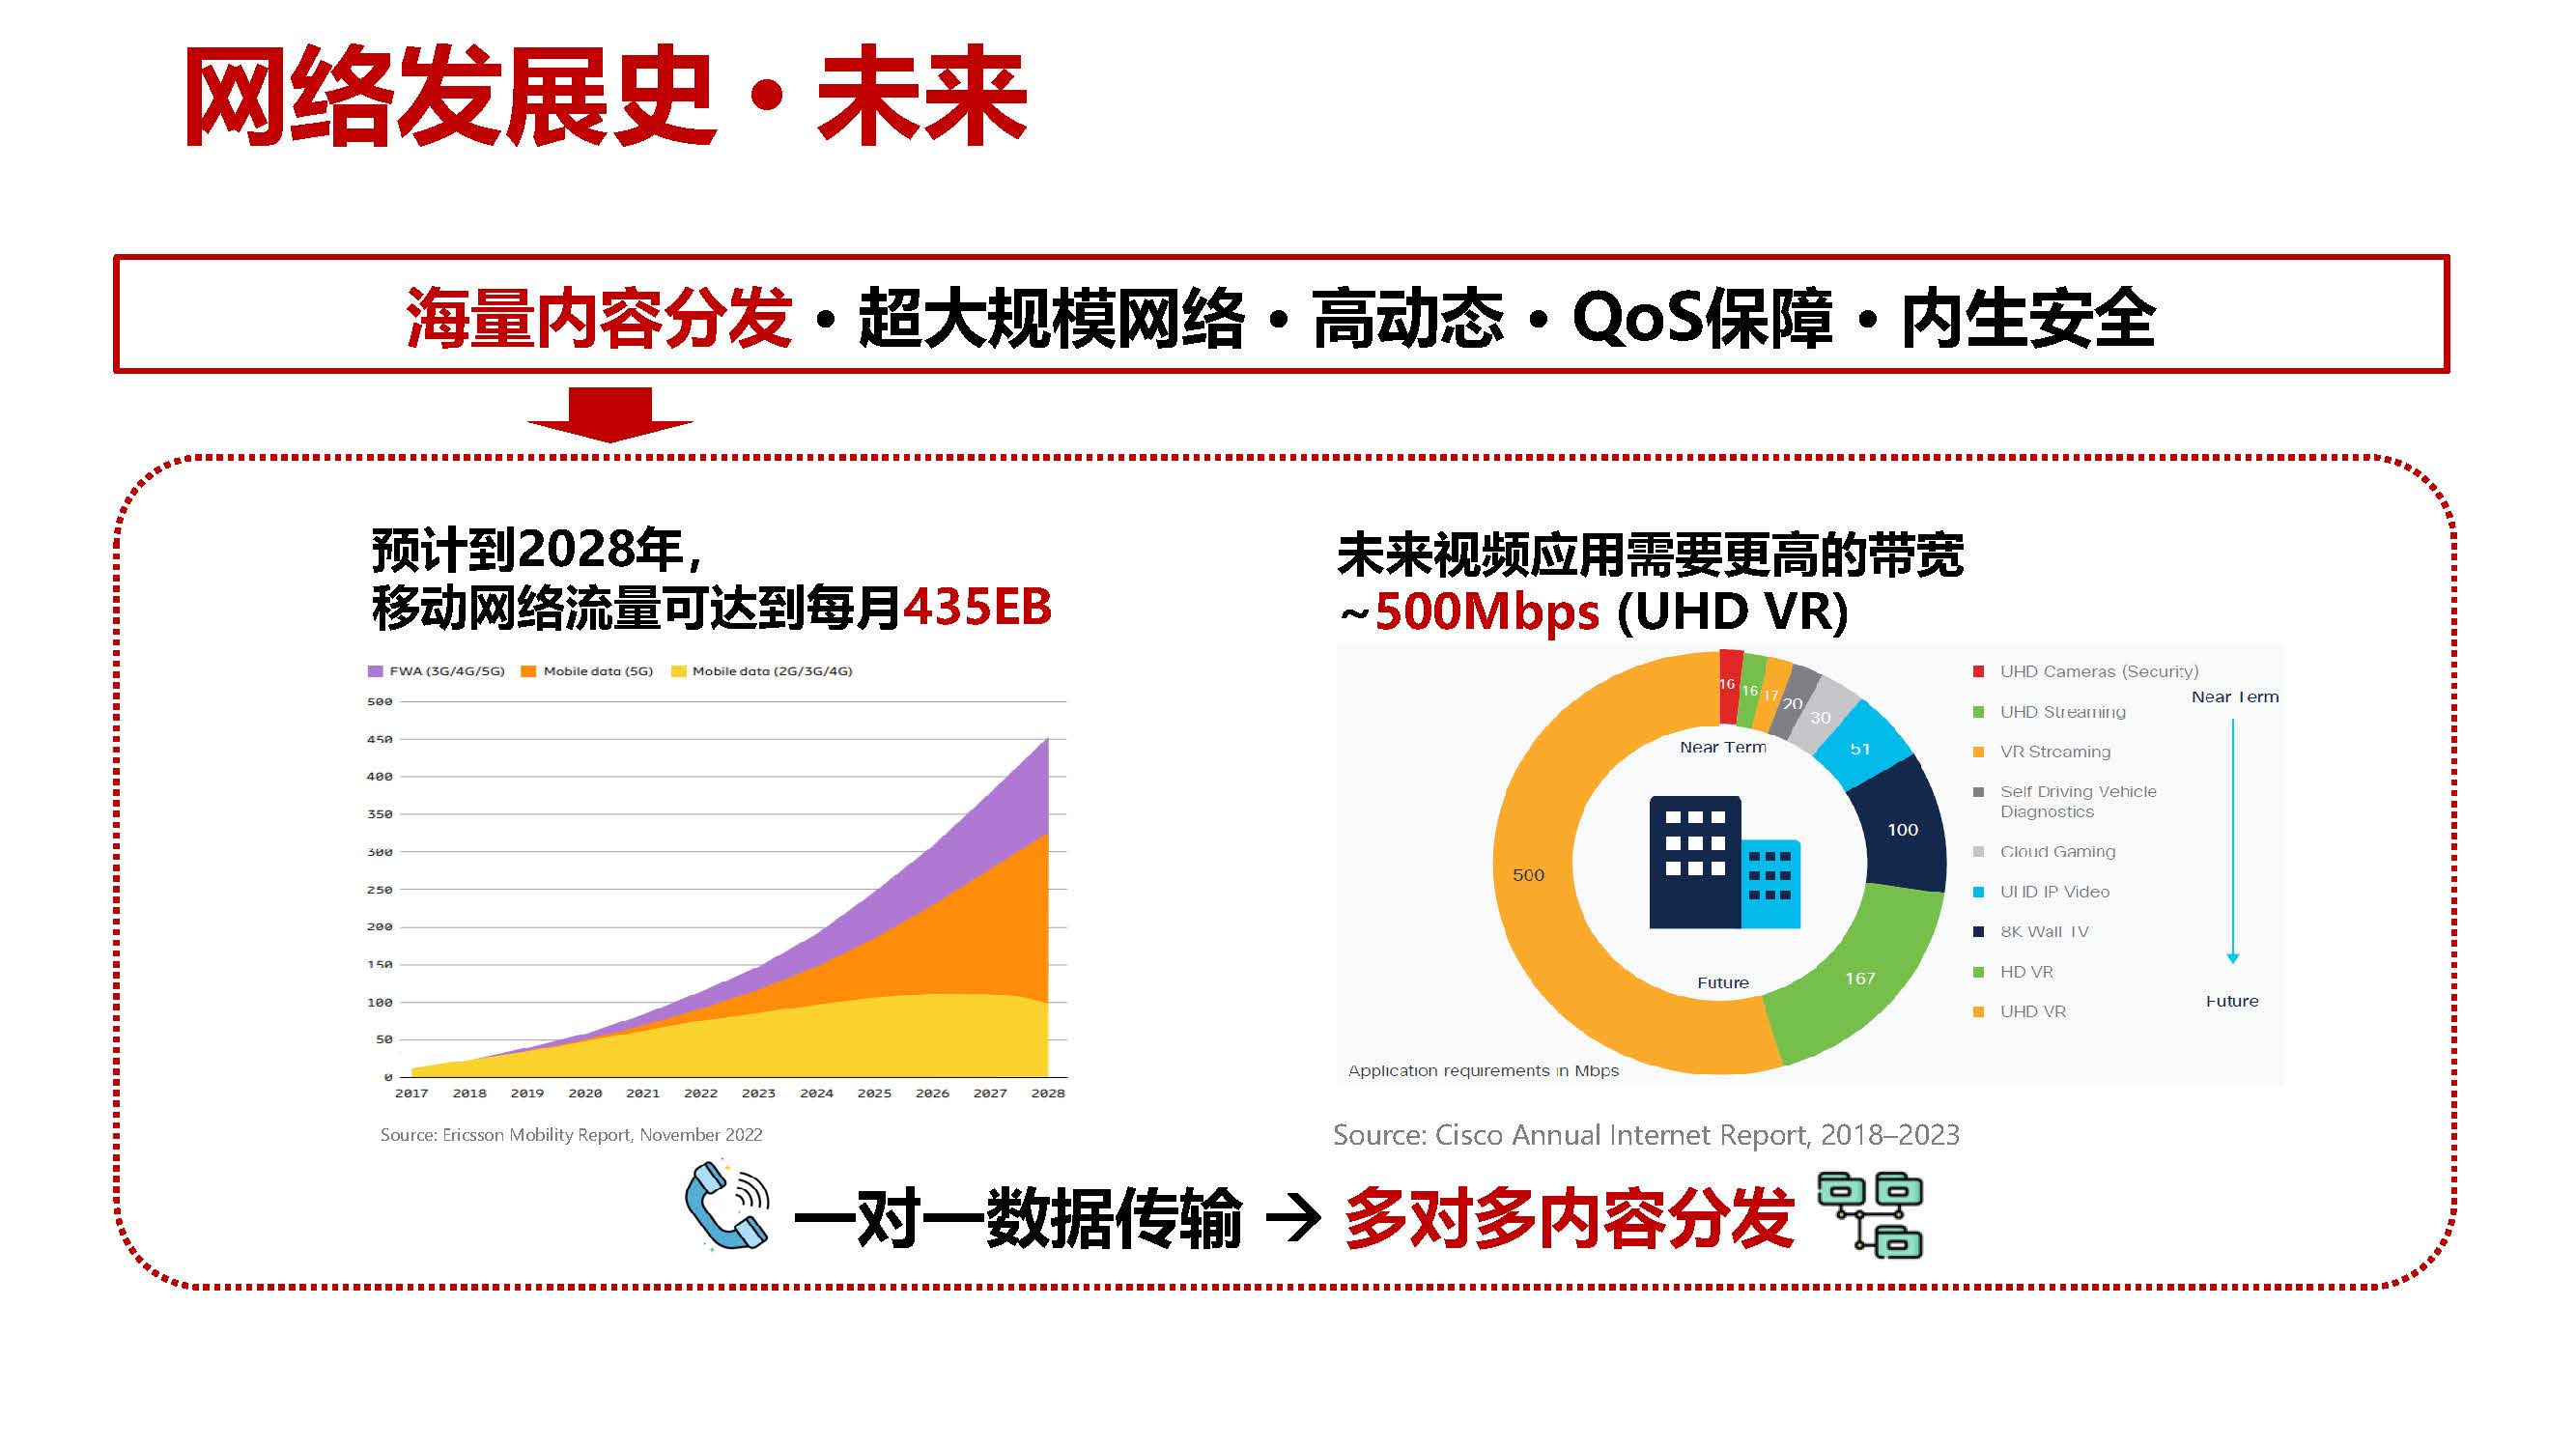 网络发展史·未来
海量内容分发·超大规模网络·高动态·QoS保障·内生安全
预计到2028年，
移动网络流量可达到每月435EB
FWA (3G/4G/5G) Mobile data (5G) Mobile data (2G/3G/4G)
500
450
400
350
300
250
200
150
100
50
0
2017 2018 2019 2020 2021 2022 2023 2024 2025 2026 2027 2028
Source: Ericsson Mobility Report, November 2022
未来视频应用需要更高的带宽
~500Mbps (UHD VR)
16 16 17 20 30
51
100
167
500
Near Term
Future
UHD Cameras (Security)
UHD Streaming
VR Streaming
Self Driving Vehicle
Diagnostics
Cloud Gaming
UHD IP Video
8K Wall TV
HD VR
UHD VR
Near Term
Future
Application requirements in Mbps
Source: Cisco Annual Internet Report, 2018–2023
一对一数据传输 → 多对多内容分发